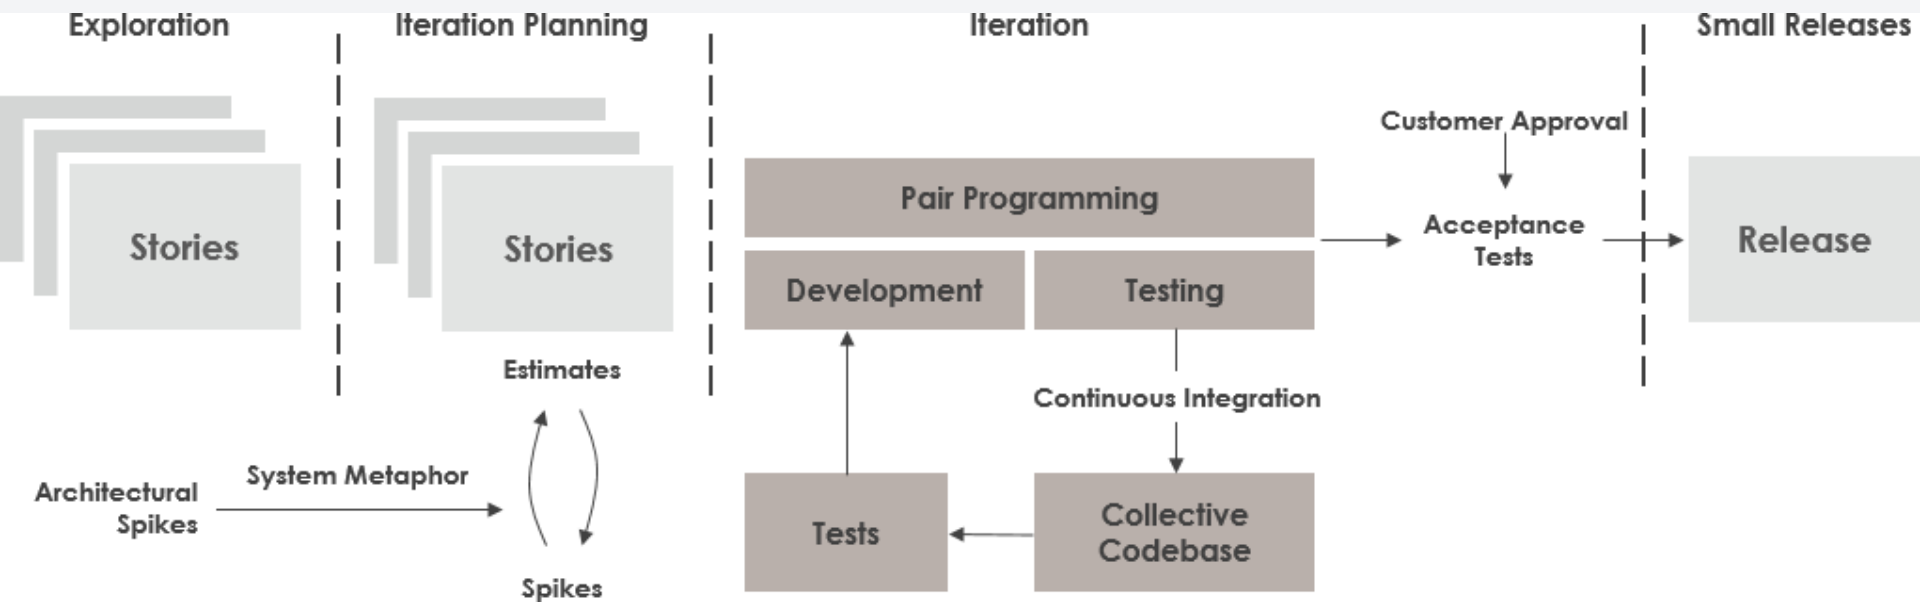 Exploration
Iteration Planning
Iteration
Small Releases
Stories
Stories
Estimates
System Metaphor
Architectural
Spikes
Spikes
Pair Programming
Development
Testing
Continuous Integration
Tests
Collective
Codebase
Customer Approval
Acceptance
Tests
Release